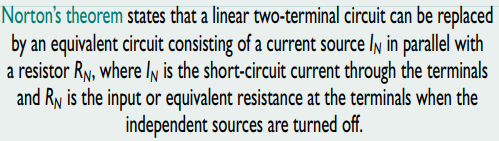 Norton's theorem states that a linear two-terminal circuit can be replaced
by an equivalent circuit consisting of a current source I_N in parallel with
a resistor R_N, where I_N is the short-circuit current through the terminals
and R_N is the input or equivalent resistance at the terminals when the
independent sources are turned off.